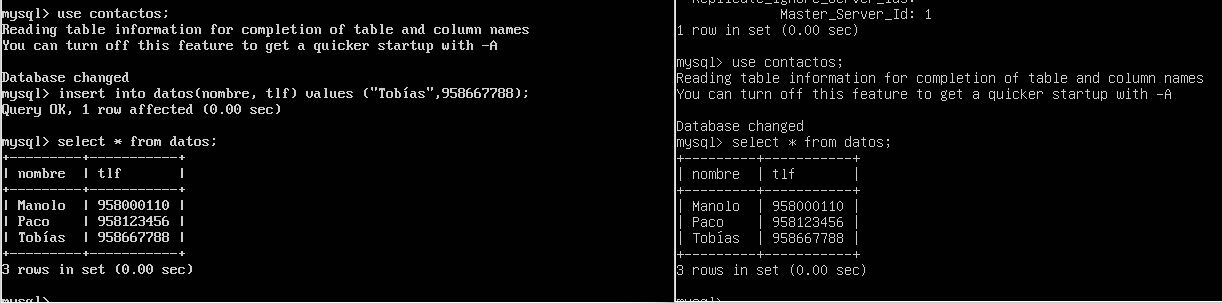 mysql> use contactos;
Reading table information for completion of table and column names
You can turn off this feature to get a quicker startup with -A
Database changed
mysql> insert into datos(nombre, tlf) values ("Tobías",958667788);
Query OK, 1 row affected (0.00 sec)
mysql> select * from datos;
+---------+-----------+
| nombre | tlf |
+---------+-----------+
| Manolo | 958000110 |
| Paco | 958123456 |
| Tobías | 958667788 |
+---------+-----------+
3 rows in set (0.00 sec)
mysql>
Replicate_Ignore_Server_Ids:
Master_Server_Id: 1
1 row in set (0.00 sec)
mysql> use contactos;
Reading table information for completion of table and column names
You can turn off this feature to get a quicker startup with -A
Database changed
mysql> select * from datos;
+---------+-----------+
| nombre | tlf |
+---------+-----------+
| Manolo | 958000110 |
| Paco | 958123456 |
| Tobías | 958667788 |
+---------+-----------+
3 rows in set (0.00 sec)
mysql>